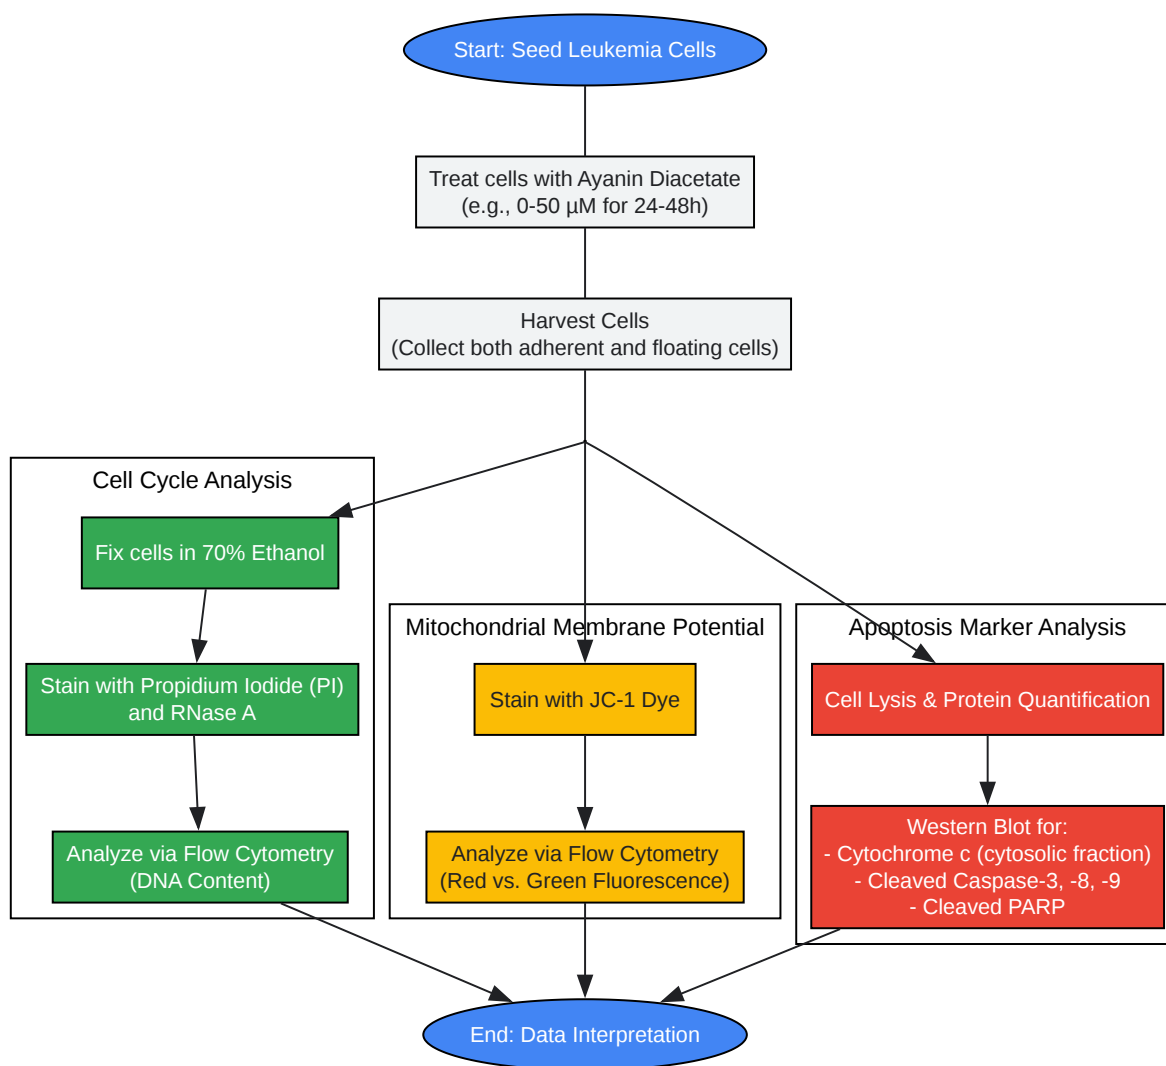 Start: Seed Leukemia Cells
Treat cells with Ayanin Diacetate
(e.g., 0-50 µM for 24-48h)
Harvest Cells
(Collect both adherent and floating cells)
Cell Cycle Analysis
Fix cells in 70% Ethanol
Stain with Propidium Iodide (PI)
and RNase A
Analyze via Flow Cytometry
(DNA Content)
Mitochondrial Membrane Potential
Stain with JC-1 Dye
Analyze via Flow Cytometry
(Red vs. Green Fluorescence)
Apoptosis Marker Analysis
Cell Lysis & Protein Quantification
Western Blot for:
- Cytochrome c (cytosolic fraction)
- Cleaved Caspase-3, -8, -9
- Cleaved PARP
End: Data Interpretation